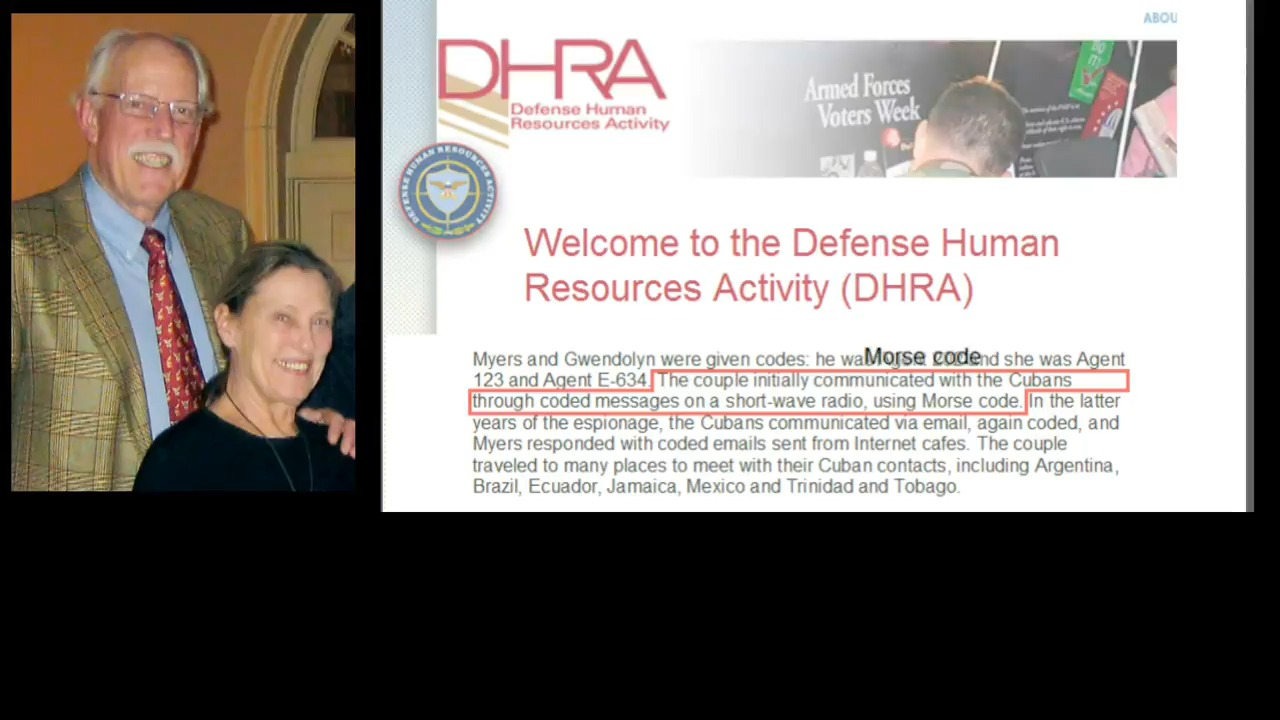 ABOU
DHRA
Defense Human
Resources Activity
Armed Forces
Voters Week
DEFENSE HUMAN RESOURCES ACTIVITY
Welcome to the Defense Human
Resources Activity (DHRA)
Morse code
Myers and Gwendolyn were given codes: he wa nd she was Agent
123 and Agent E-634. The couple initially communicated with the Cubans
through coded messages on a short-wave radio, using Morse code. In the latter
years of the espionage, the Cubans communicated via email, again coded, and
Myers responded with coded emails sent from Internet cafes. The couple
traveled to many places to meet with their Cuban contacts, including Argentina,
Brazil, Ecuador, Jamaica, Mexico and Trinidad and Tobago.